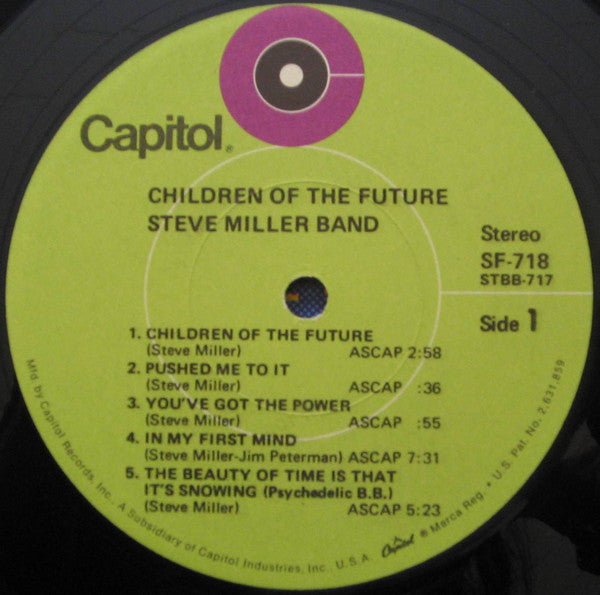 Capitol®
CHILDREN OF THE FUTURE
STEVE MILLER BAND
Stereo
SF-718
STBB-717
Side 1
1. CHILDREN OF THE FUTURE
(Steve Miller) ASCAP 2:58
2. PUSHED ME TO IT
(Steve Miller) ASCAP :36
3. YOU'VE GOT THE POWER
(Steve Miller) ASCAP :55
4. IN MY FIRST MIND
(Steve Miller-Jim Peterman) ASCAP 7:31
5. THE BEAUTY OF TIME IS THAT
IT'S SNOWING (Psychedelic B.B.)
(Steve Miller) ASCAP 5:23
Mfd. by Capitol Records, Inc., A Subsidiary of Capitol Industries, Inc., U.S.A. Capitol ® Marca Reg. • U.S. Pat. No. 2,631,859